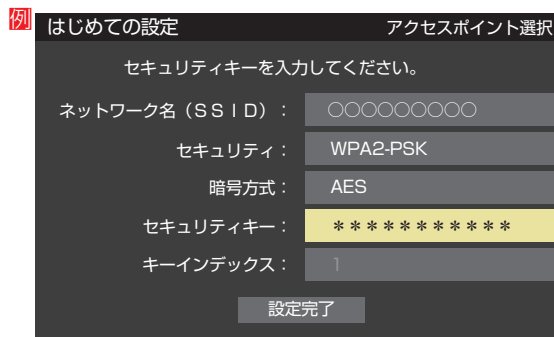 例
はじめての設定 アクセスポイント選択
セキュリティキーを入力してください。
ネットワーク名（ＳＳＩＤ）： ○○○○○○○○○
セキュリティ： WPA2-PSK
暗号方式： AES
セキュリティキー： ＊＊＊＊＊＊＊＊＊＊＊
キーインデックス： 1
設定完了